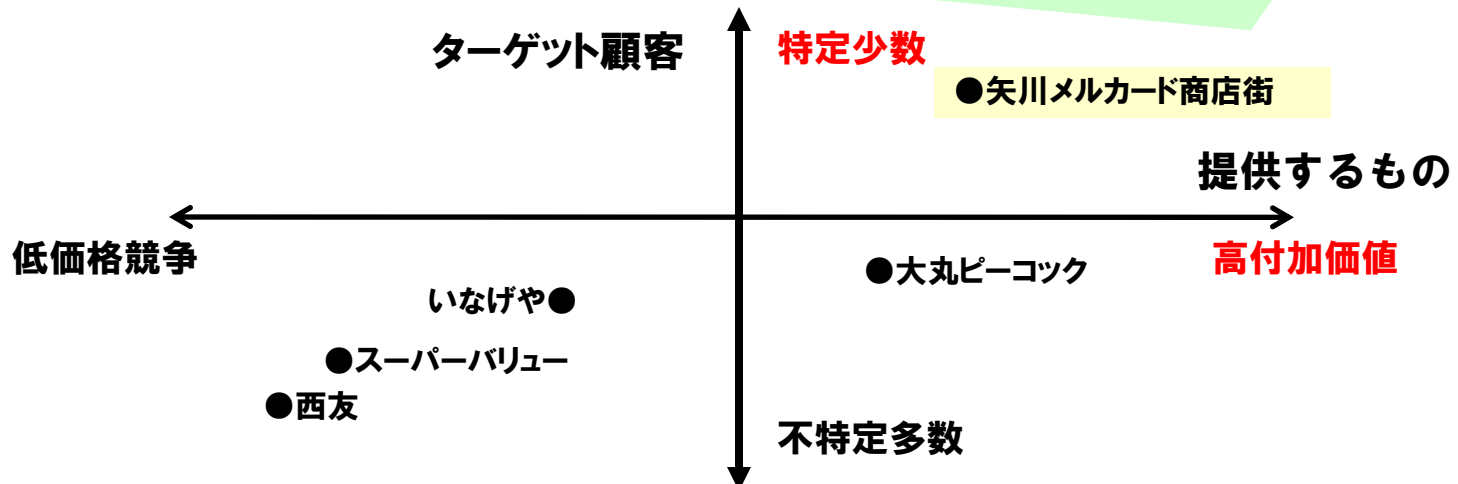 ターゲット顧客
特定少数
●矢川メルカード商店街
提供するもの
低価格競争
高付加価値
●大丸ピーコック
いなげや●
●スーパーバリュー
●西友
不特定多数